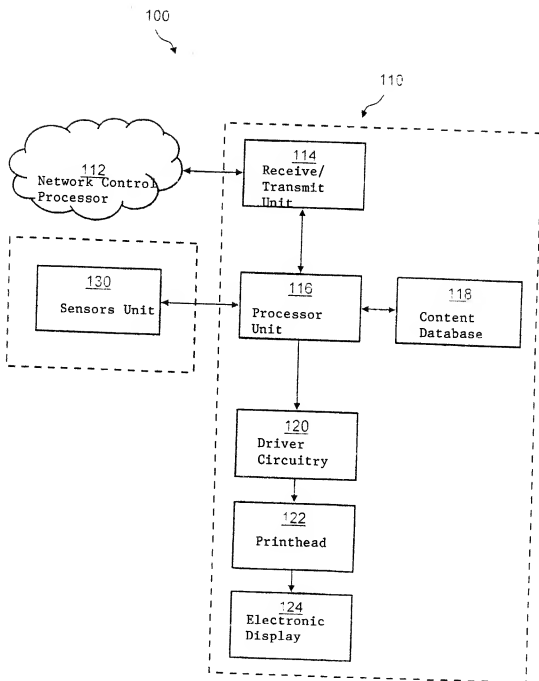 100
110
112
Network Control
Processor
114
Receive/
Transmit
Unit
130
Sensors Unit
116
Processor
Unit
118
Content
Database
120
Driver
Circuitry
122
Printhead
124
Electronic
Display